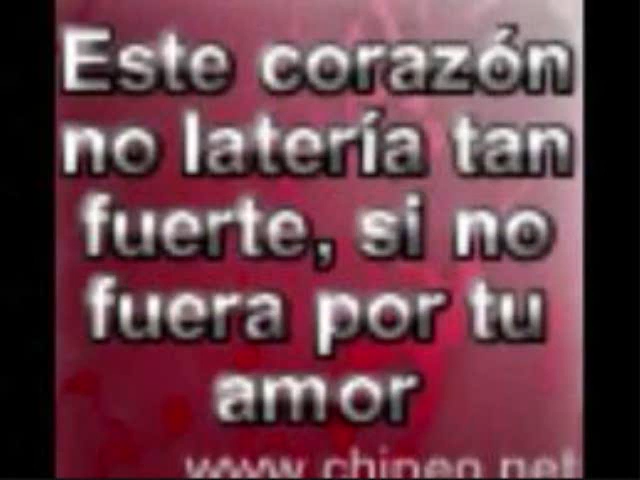 Este corazón
no latería tan
fuerte, si no
fuera por tu
amor